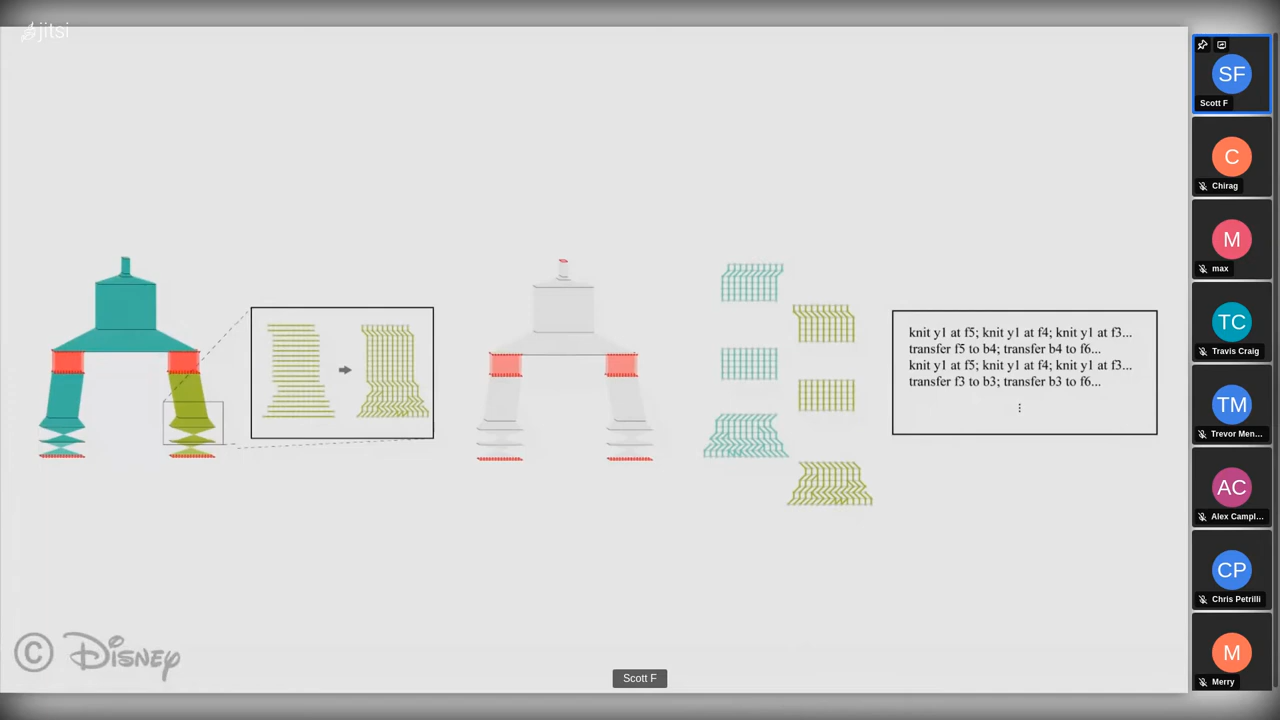 jitsi
knit y1 at f5; knit y1 at f4; knit y1 at f3...
transfer f5 to b4; transfer b4 to f6...
knit y1 at f5; knit y1 at f4; knit y1 at f3...
transfer f3 to b3; transfer b3 to f6...
© Disney
Scott F
SF
Scott F
C
Chirag
M
max
TC
Travis Craig
TM
Trevor Men...
AC
Alex Campl...
CP
Chris Petrilli
M
Merry